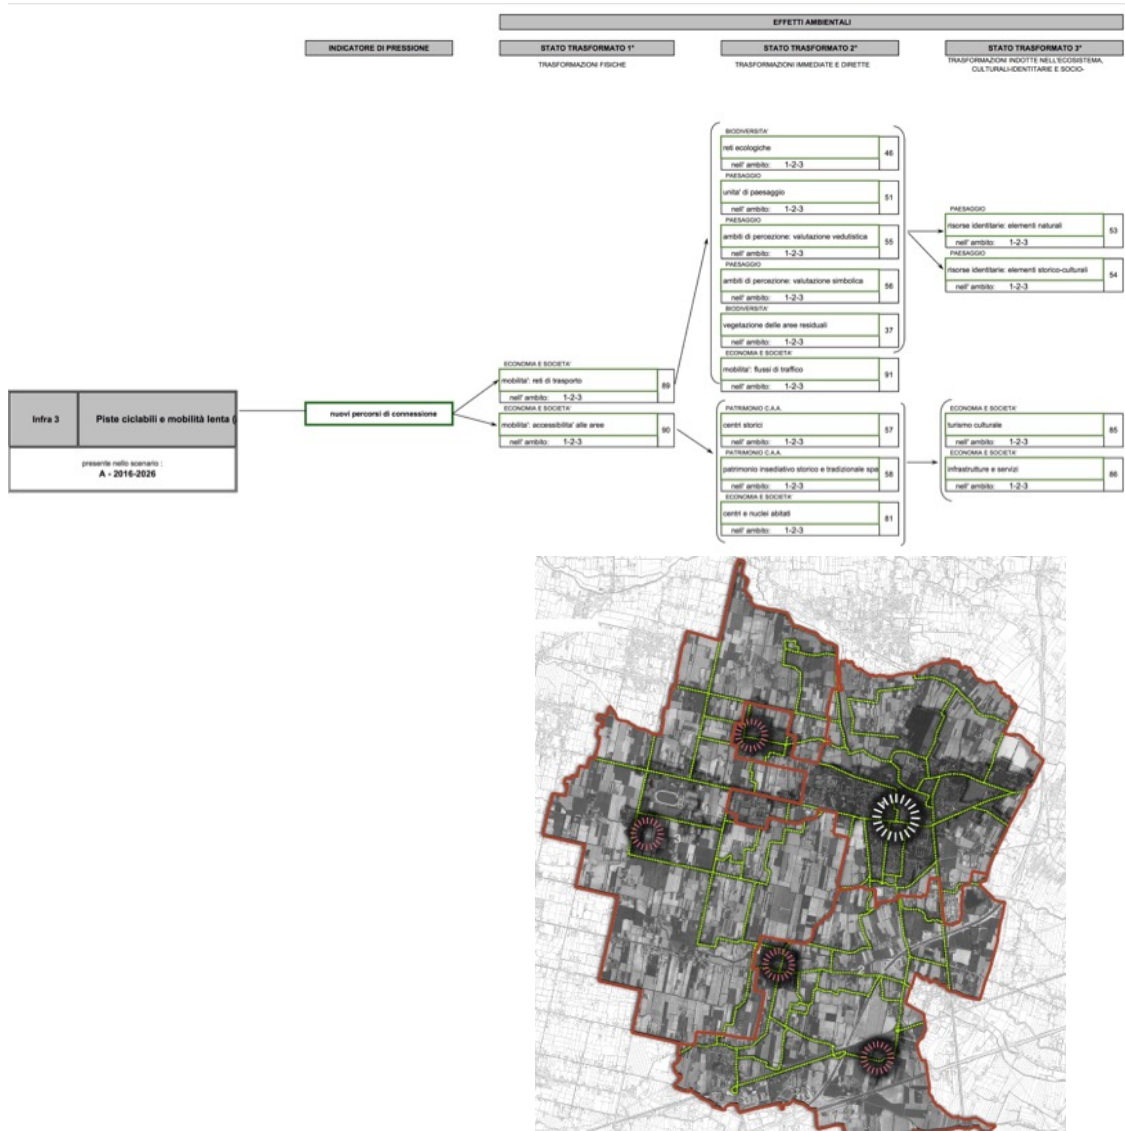 EFFETTI AMBIENTALI
INDICATORE DI PRESSIONE
STATO TRASFORMATO 1°
STATO TRASFORMATO 2°
STATO TRASFORMATO 3°
TRASFORMAZIONI FISICHE
TRASFORMAZIONI IMMEDIATE E DIRETTE
TRASFORMAZIONI INDOTTE NELL'ECOSISTEMA,
CULTURALI-IDENTITARIE E SOCIO-
BIODIVERSITA'
reti ecologiche
46
nell' ambito: 1-2-3
PAESAGGIO
unita' di paesaggio
51
nell' ambito: 1-2-3
PAESAGGIO
ambiti di percezione: valutazione vedutistica
55
nell' ambito: 1-2-3
PAESAGGIO
ambiti di percezione: valutazione simbolica
56
nell' ambito: 1-2-3
BIODIVERSITA'
vegetazione delle aree residuali
37
nell' ambito: 1-2-3
ECONOMIA E SOCIETA'
mobilita': flussi di traffico
91
nell' ambito: 1-2-3
PAESAGGIO
risorse identitarie: elementi naturali
53
nell' ambito: 1-2-3
PAESAGGIO
risorse identitarie: elementi storico-culturali
54
nell' ambito: 1-2-3
ECONOMIA E SOCIETA'
mobilita': reti di trasporto
89
nell' ambito: 1-2-3
ECONOMIA E SOCIETA'
mobilita': accessibilita' alle aree
90
nell' ambito: 1-2-3
Infra 3
Piste ciclabili e mobilità lenta (
presente nello scenario :
A - 2016-2026
nuovi percorsi di connessione
PATRIMONIO C.A.A.
centri storici
57
nell' ambito: 1-2-3
PATRIMONIO C.A.A.
patrimonio insediativo storico e tradizionale spa
58
nell' ambito: 1-2-3
ECONOMIA E SOCIETA'
centri e nuclei abitati
81
nell' ambito: 1-2-3
ECONOMIA E SOCIETA'
turismo culturale
85
nell' ambito: 1-2-3
ECONOMIA E SOCIETA'
infrastrutture e servizi
86
nell' ambito: 1-2-3
3
2